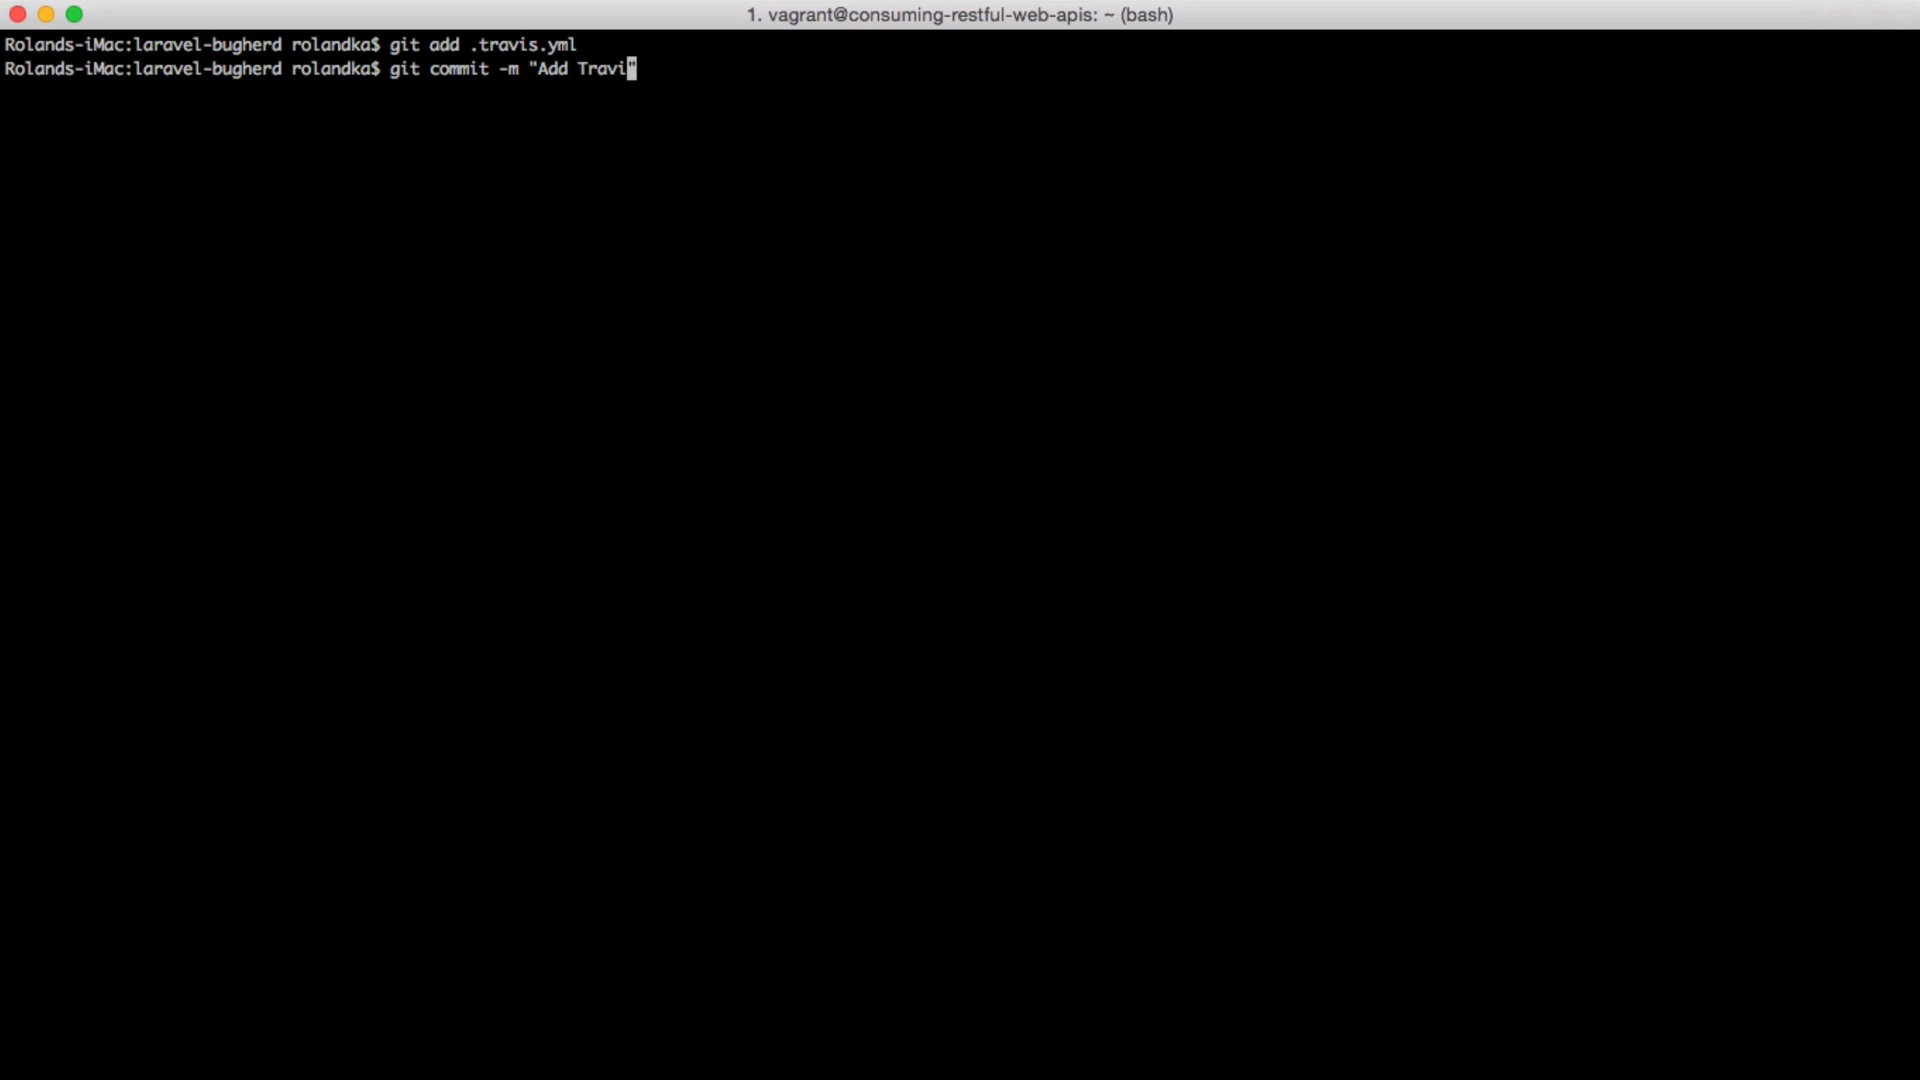 1. vagrant@consuming-restful-web-apis: ~ (bash)
Rolands-iMac:laravel-bugherd rolandka$ git add .travis.yml
Rolands-iMac:laravel-bugherd rolandka$ git commit -m "Add Travi"